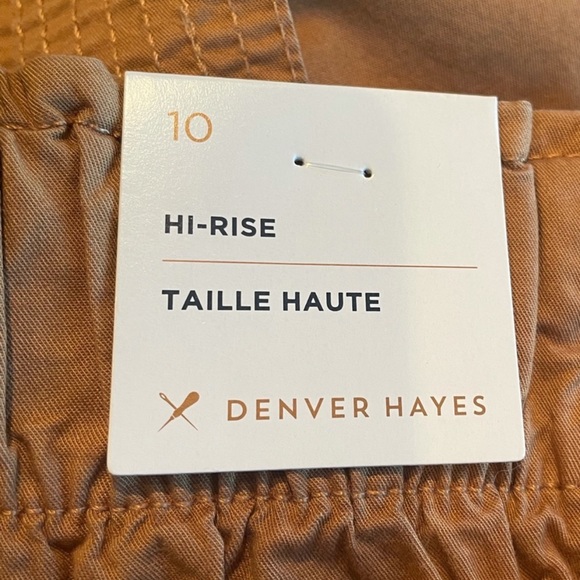 10
HI-RISE
TAILLE HAUTE
DENVER HAYES